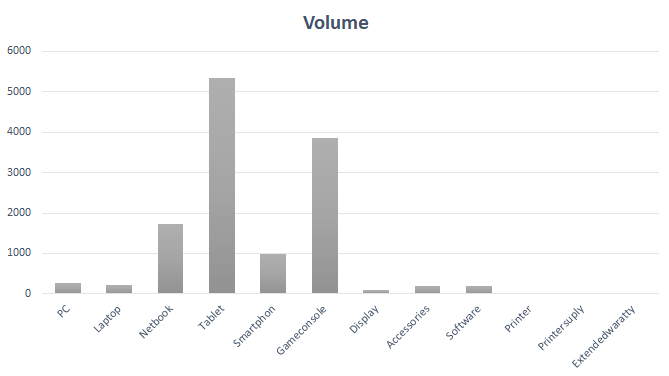 Volume
6000
5000
4000
3000
2000
1000
0
PC
Laptop
Netbook
Tablet
Smartphon
Gameconsole
Display
Accessories
Software
Printer
Printersuply
Extendedwaratty